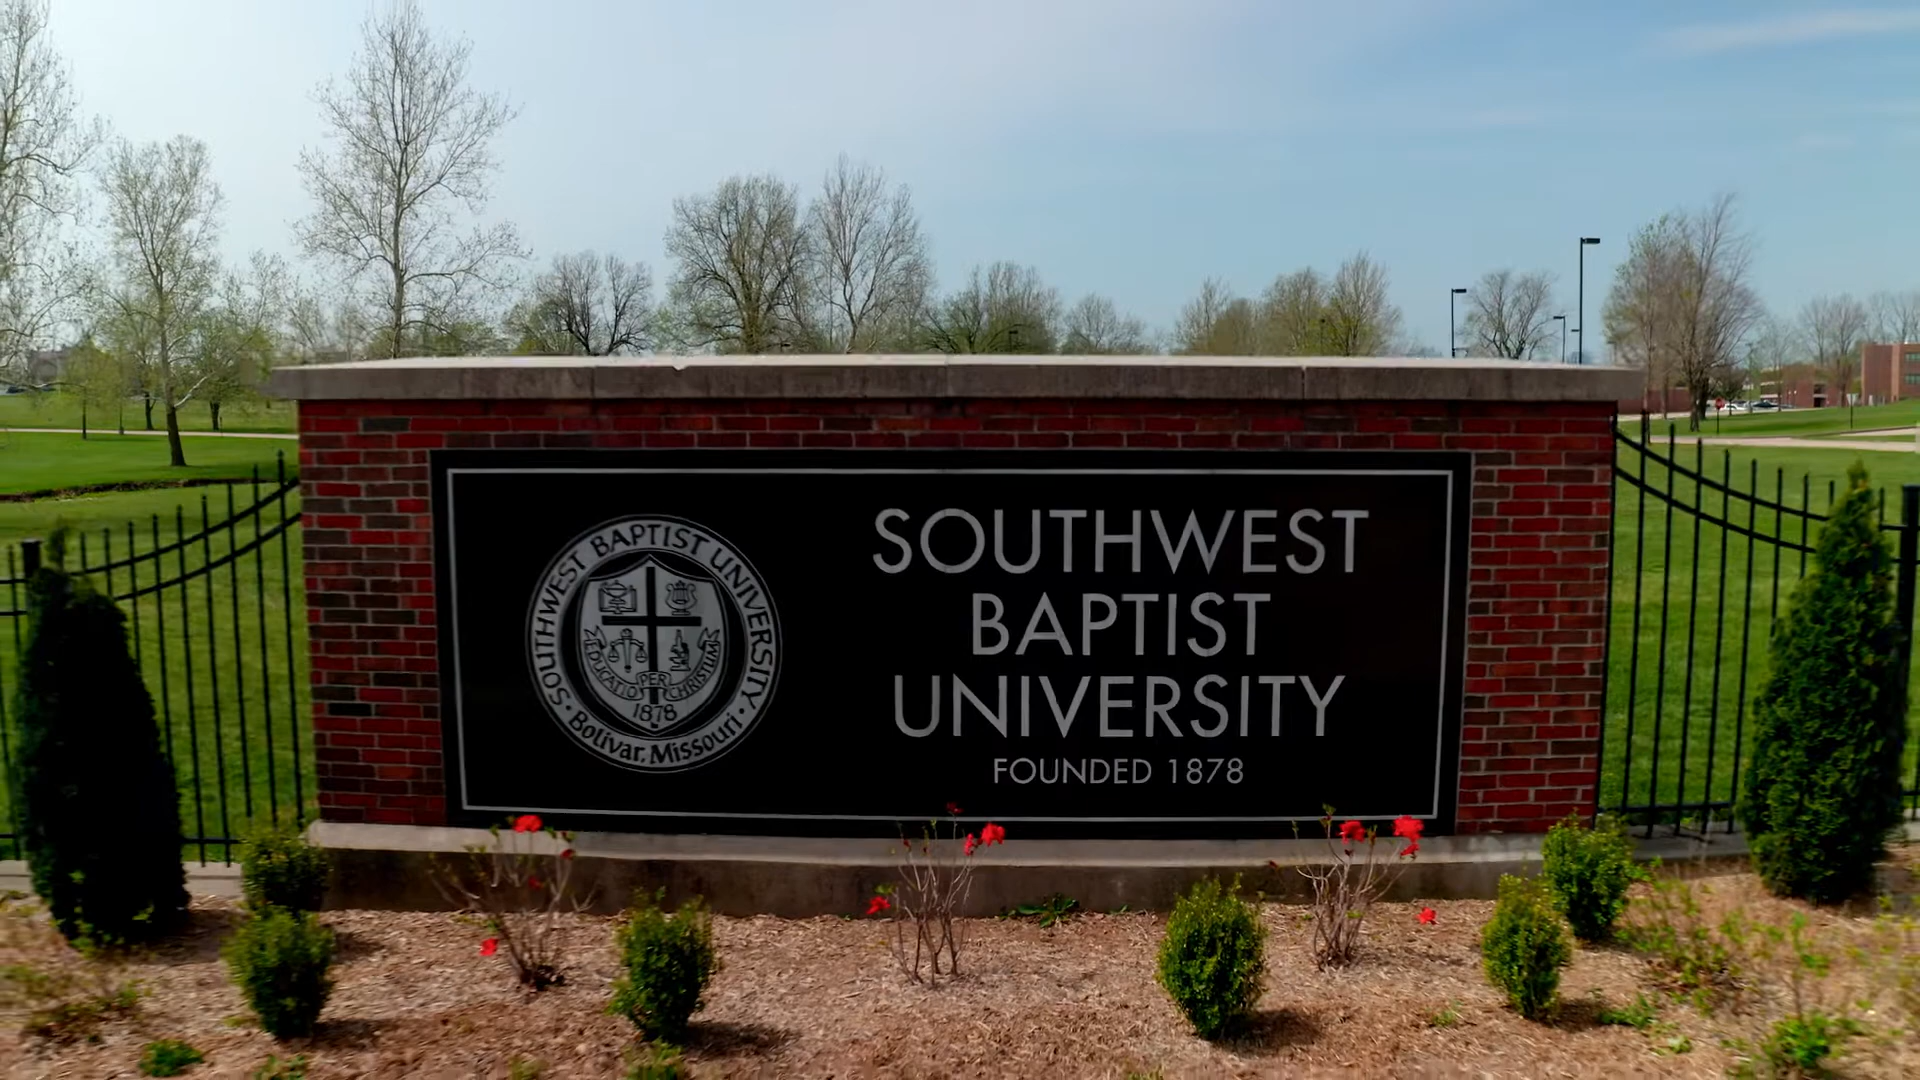 SOUTHWEST BAPTIST UNIVERSITY
· Bolivar, Missouri ·
EDUCATIO PER CHRISTUM
1878
SOUTHWEST
BAPTIST
UNIVERSITY
FOUNDED 1878